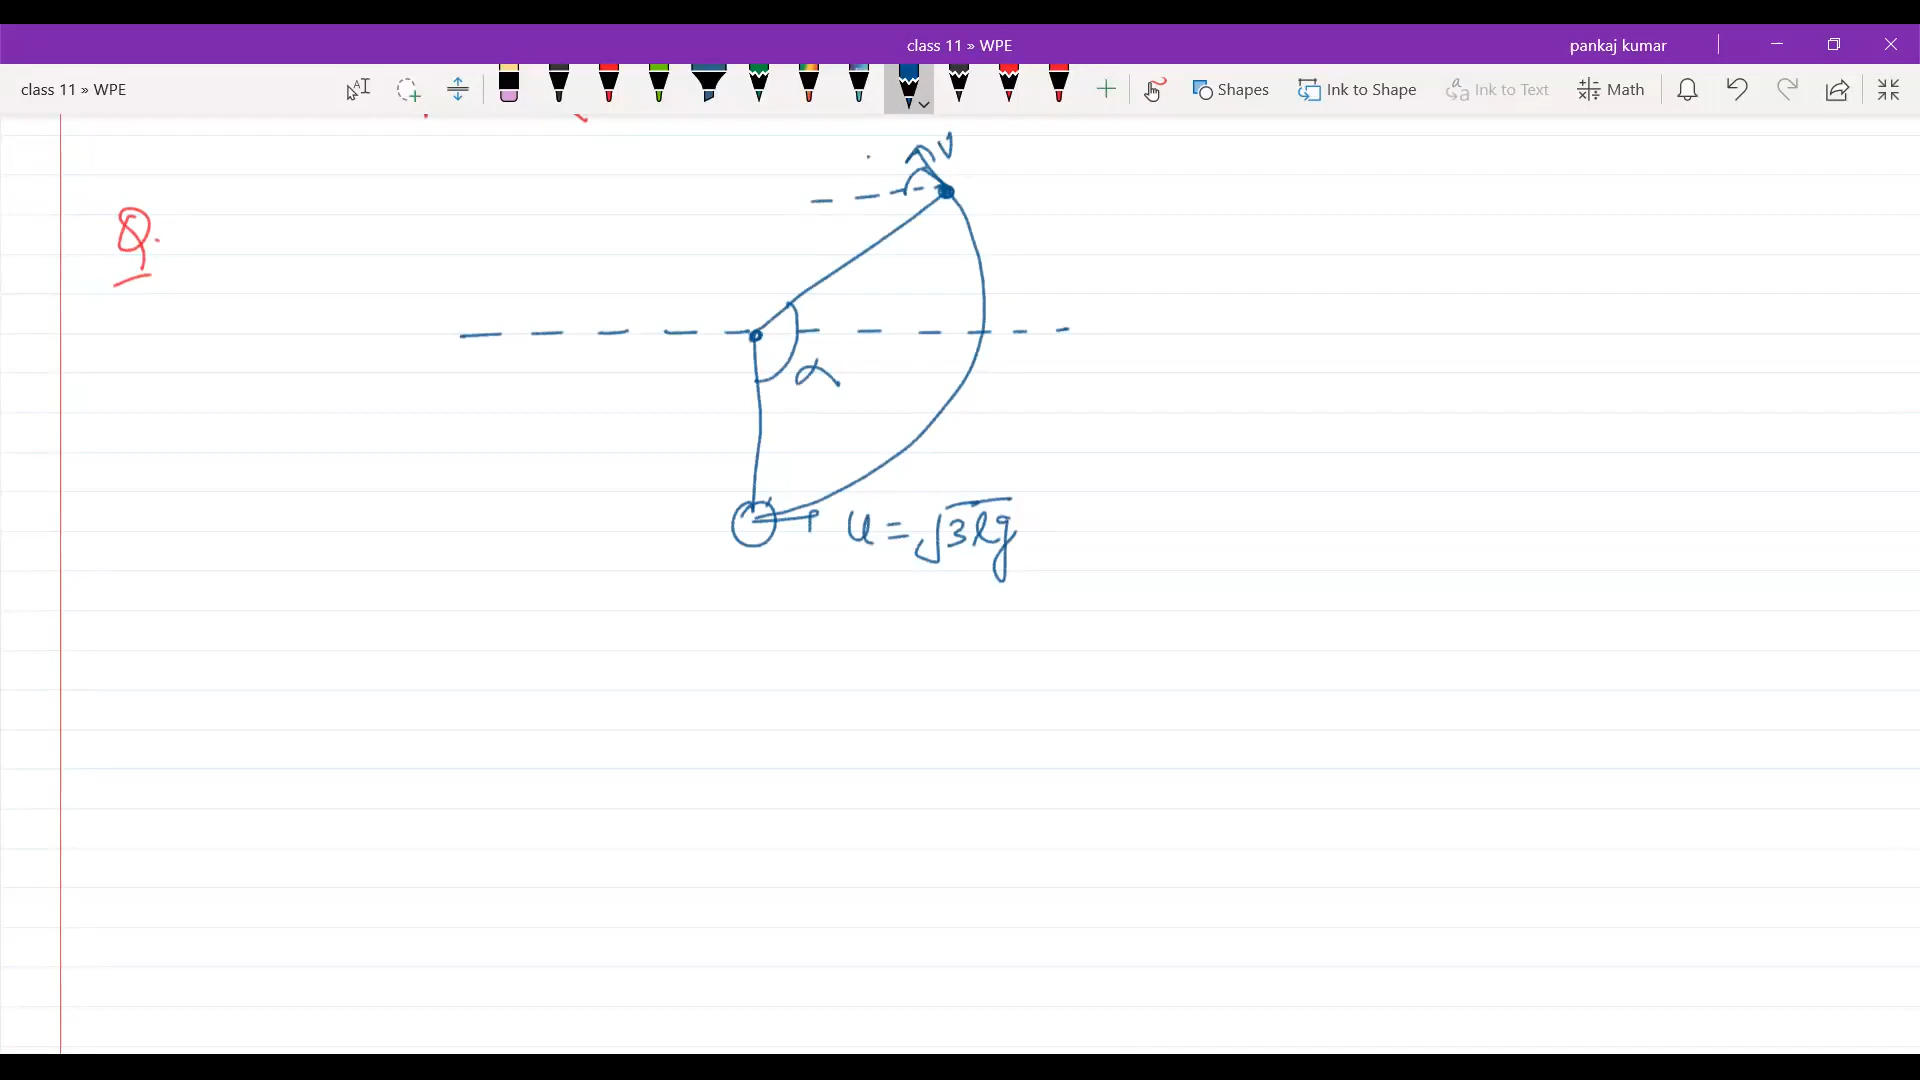 class 11 » WPE
pankaj kumar
class 11 » WPE
Shapes
Ink to Shape
Ink to Text
Math
V
Q.
α
u = √3lg